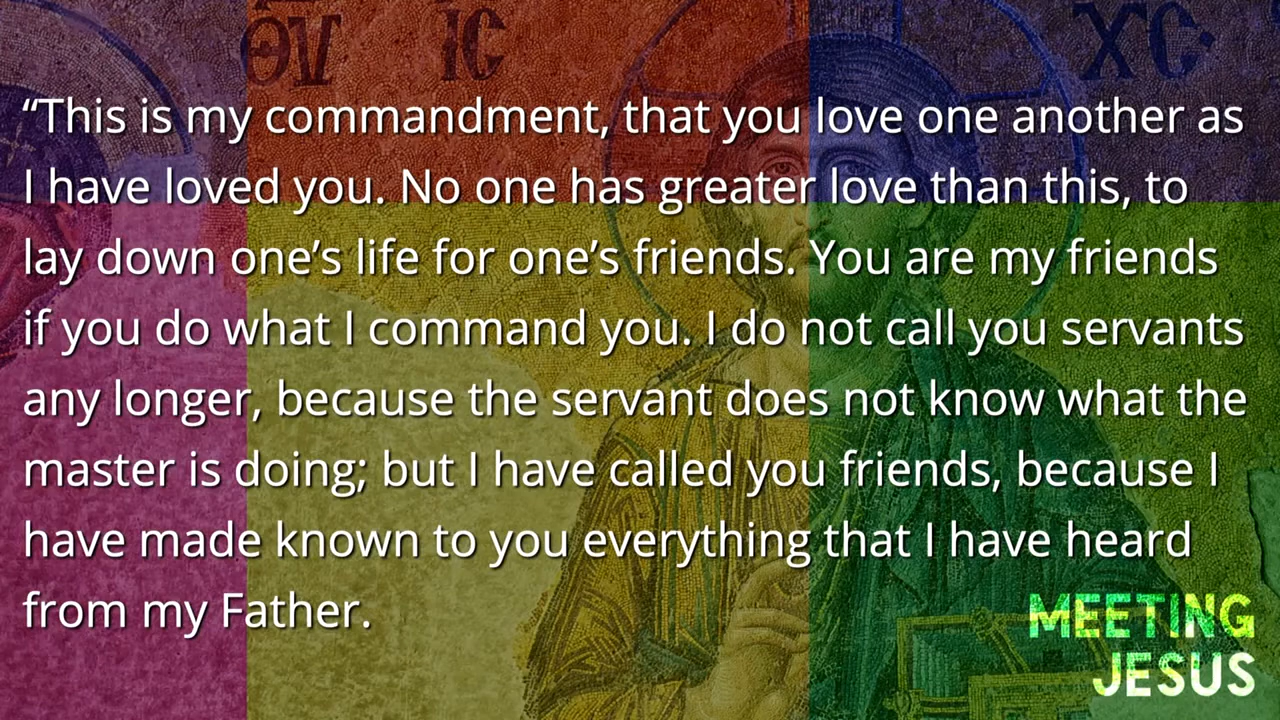 ΘV IC XC·
“This is my commandment, that you love one another as
I have loved you. No one has greater love than this, to
lay down one’s life for one’s friends. You are my friends
if you do what I command you. I do not call you servants
any longer, because the servant does not know what the
master is doing; but I have called you friends, because I
have made known to you everything that I have heard
from my Father.
MEETING
JESUS